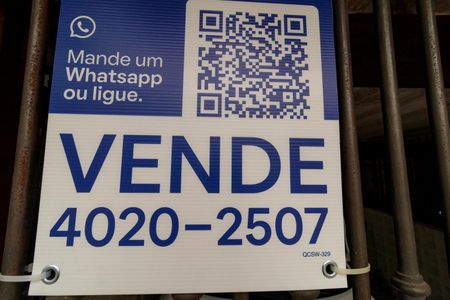 Mande um
Whatsapp
ou ligue.
VENDE
4020-2507
QCSW-329